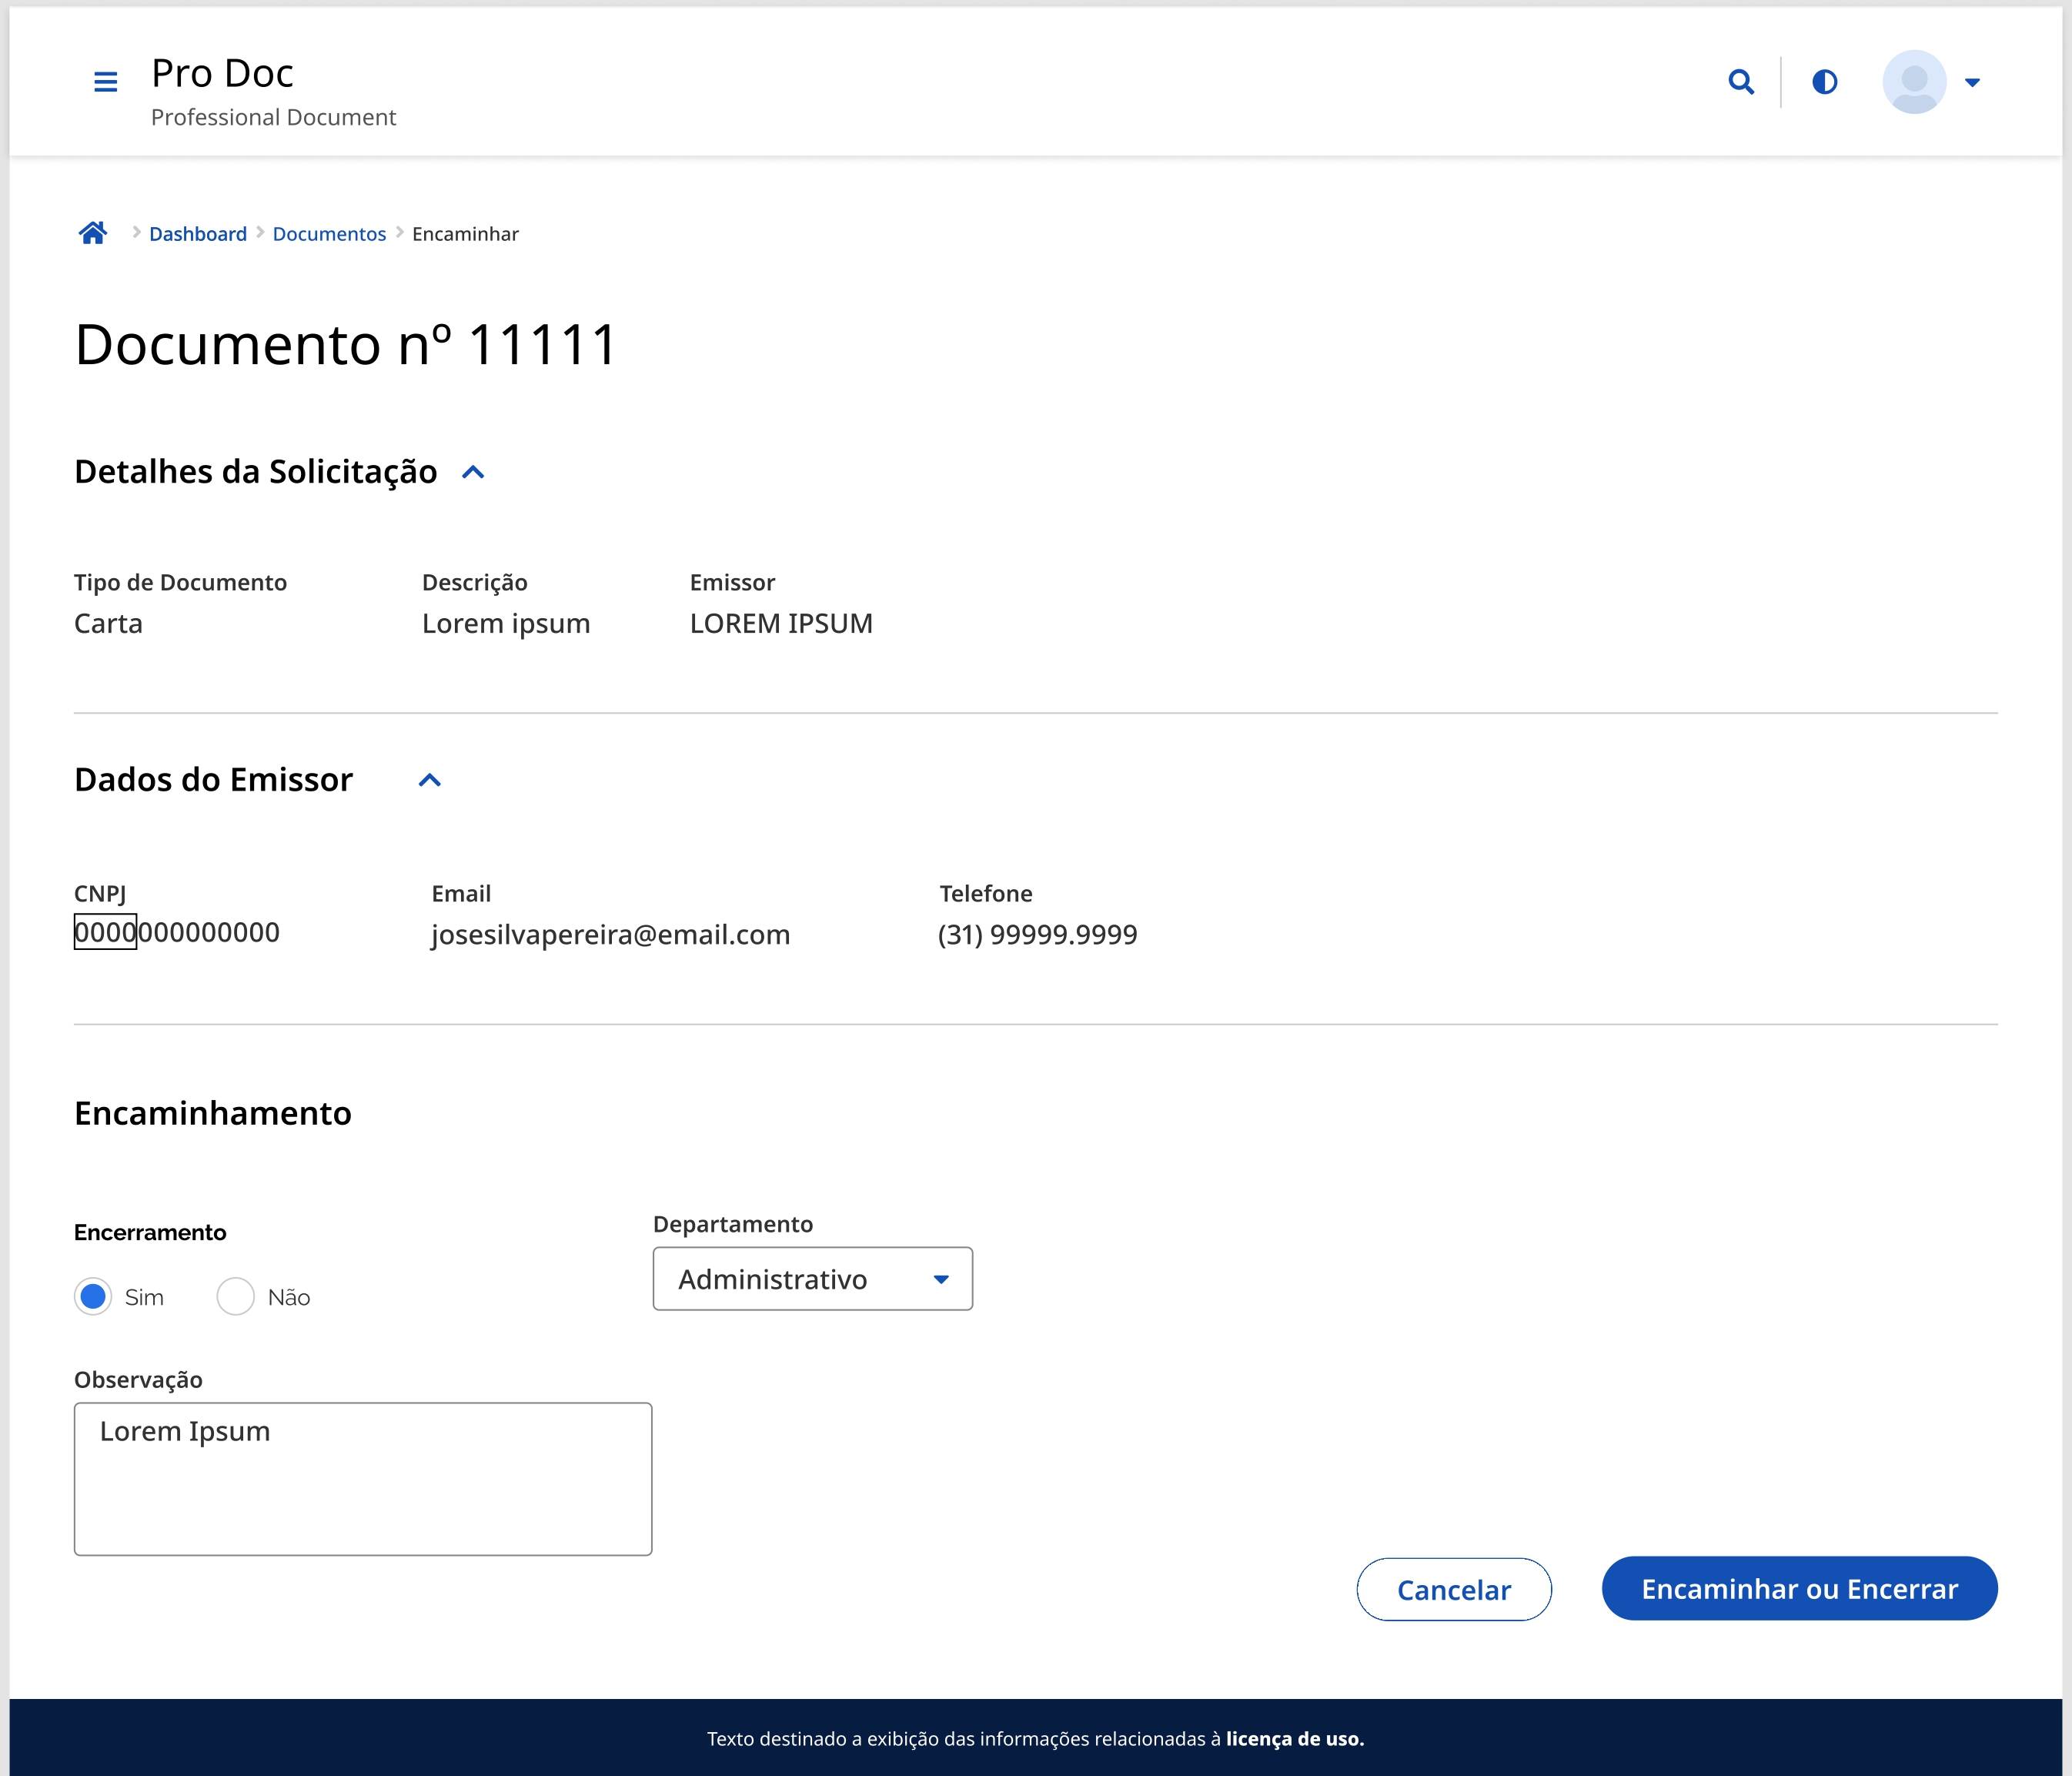 Pro Doc
Professional Document
Dashboard Documentos Encaminhar
Documento nº 11111
Detalhes da Solicitação
Tipo de Documento Descrição Emissor
Carta Lorem ipsum LOREM IPSUM
Dados do Emissor
CNPJ Email Telefone
0000000000000 josesilvapereira@email.com (31) 99999.9999
Encaminhamento
Encerramento Departamento
Sim Não Administrativo
Observação
Lorem Ipsum
Cancelar Encaminhar ou Encerrar
Texto destinado a exibição das informações relacionadas à licença de uso.